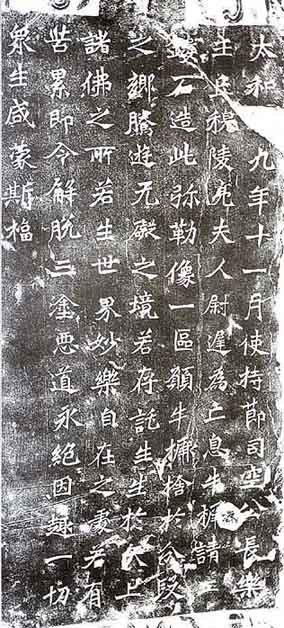 太和九年十一月使持節司空公長樂
王丘穆陵亮夫人尉遲為亡息牛橛請工
鏤石造此弥勒像一區願牛橛捨於分段
之鄉騰遊无礙之境若存託生生於天上
諸佛之所若生世界妙樂自在之處若有
苦累即令解脫三塗惡道永絕因趣一切
眾生咸蒙斯福